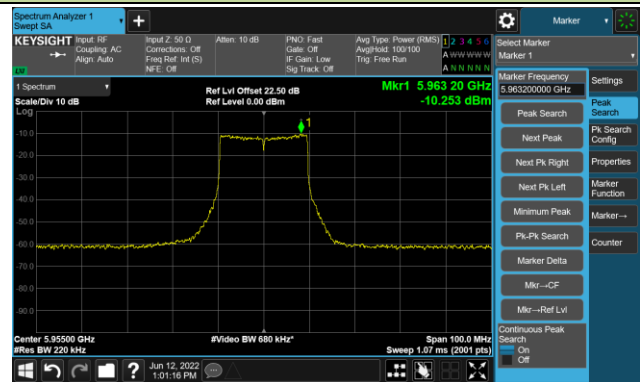 Spectrum Analyzer 1
Swept SA
Marker
KEYSIGHT
Input: RF
Coupling: AC
Align: Auto
Input Z: 50 Ω
Corrections: Off
Freq Ref: Int (S)
NFE: Off
Atten: 10 dB
PNO: Fast
Gate: Off
IF Gain: Low
Sig Track: Off
Avg Type: Power (RMS)
Avg|Hold: 100/100
Trig: Free Run
1 2 3 4 5 6
A W W W W W
A N N N N N
LVI
Select Marker
Marker 1
1 Spectrum
Scale/Div 10 dB
Ref Lvl Offset 22.50 dB
Ref Level 0.00 dBm
Mkr1 5.963 20 GHz
-10.253 dBm
Log
1
-10.0
-20.0
-30.0
-40.0
-50.0
-60.0
-70.0
-80.0
-90.0
Center 5.95500 GHz
#Res BW 220 kHz
#Video BW 680 kHz*
Span 100.0 MHz
Sweep 1.07 ms (2001 pts)
Marker Frequency
5.963200000 GHz
Peak Search
Next Peak
Next Pk Right
Next Pk Left
Minimum Peak
Pk-Pk Search
Marker Delta
Mkr→CF
Mkr→Ref Lvl
Continuous Peak
Search
On
Off
Settings
Peak
Search
Pk Search
Config
Properties
Marker
Function
Marker→
Counter
?
Jun 12, 2022
1:01:16 PM